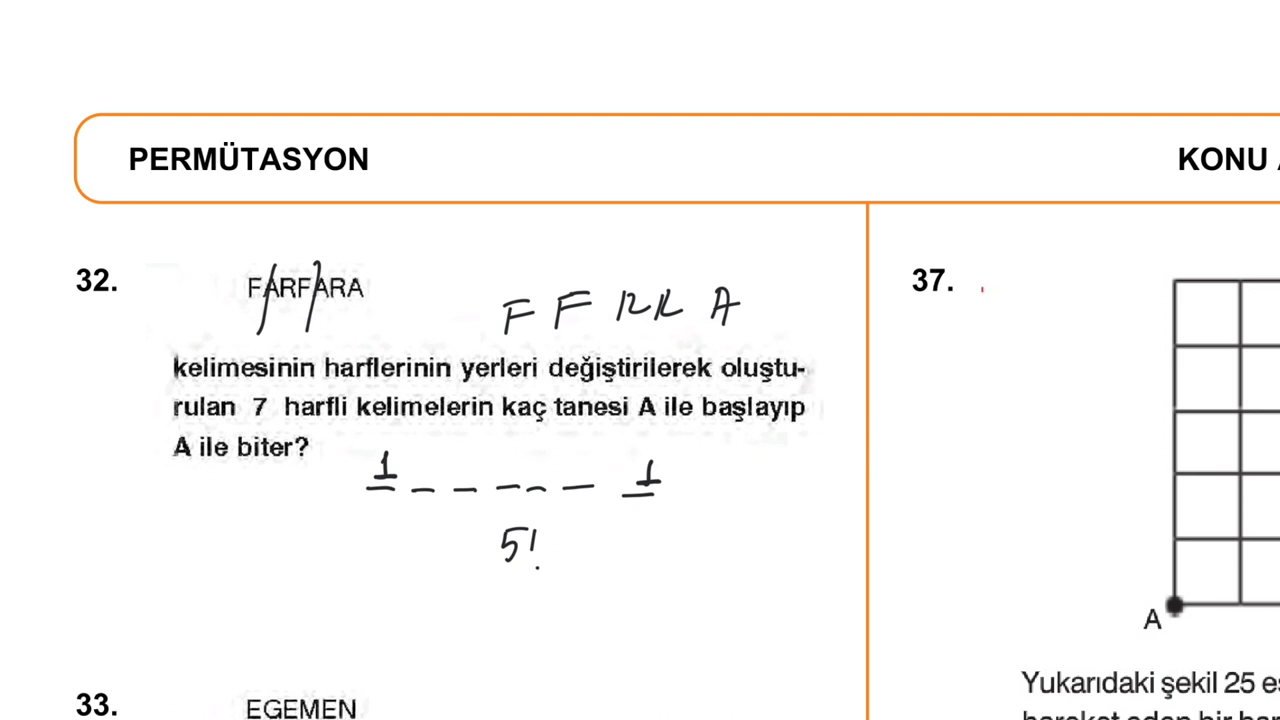 PERMÜTASYON
KONU
32.
FARFARA
F F R R A
kelimesinin harflerinin yerleri değiştirilerek oluştu-
rulan 7 harfli kelimelerin kaç tanesi A ile başlayıp
A ile biter?
1 _ _ _ _ _ 1
5!
33.
EGEMEN
37.
A
Yukarıdaki şekil 25